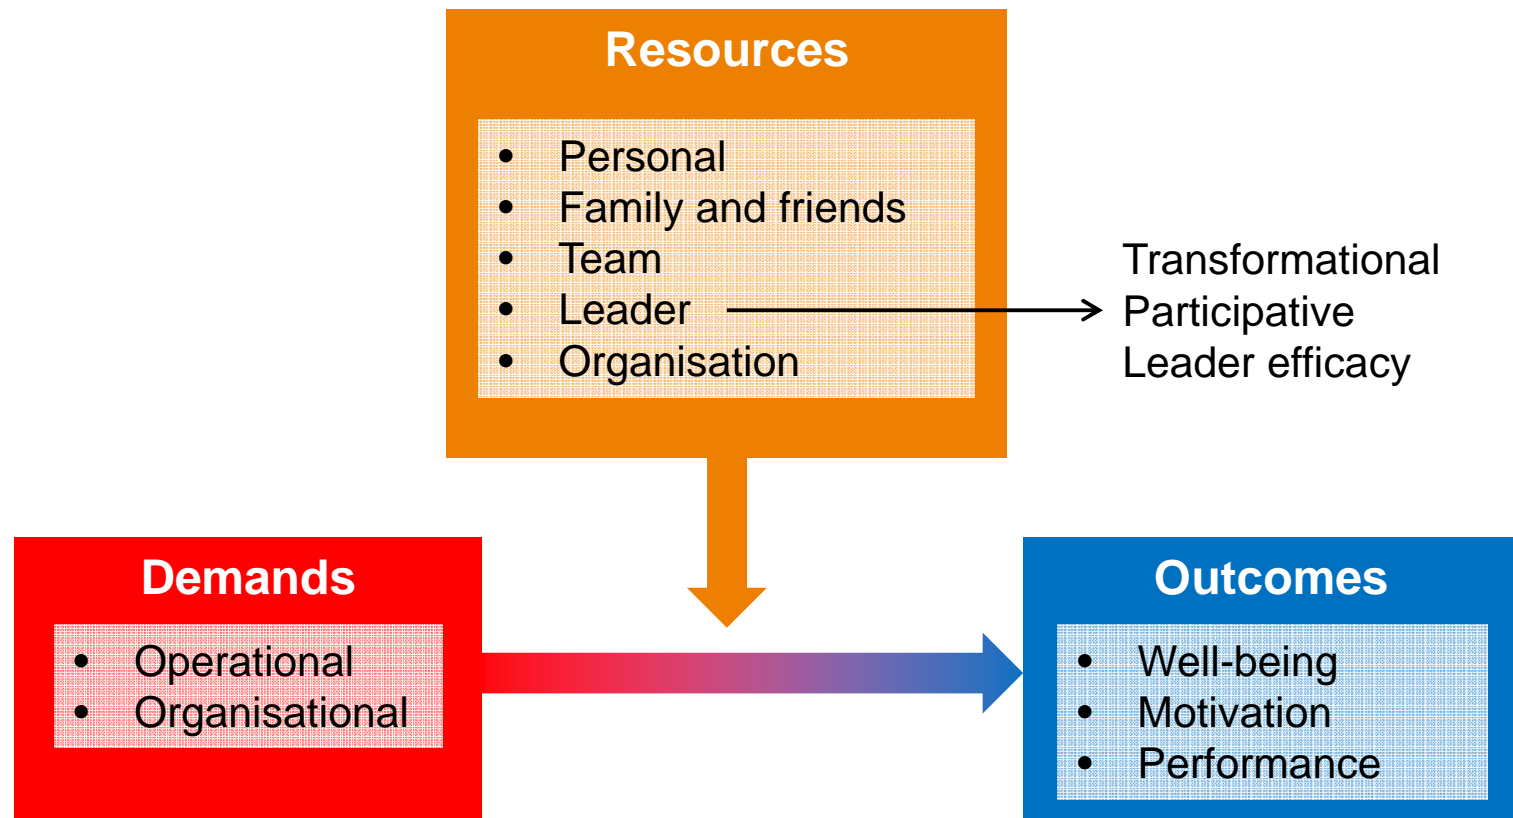 Resources
• Personal
• Family and friends
• Team
• Leader
• Organisation
Transformational
Participative
Leader efficacy
Demands
• Operational
• Organisational
Outcomes
• Well-being
• Motivation
• Performance